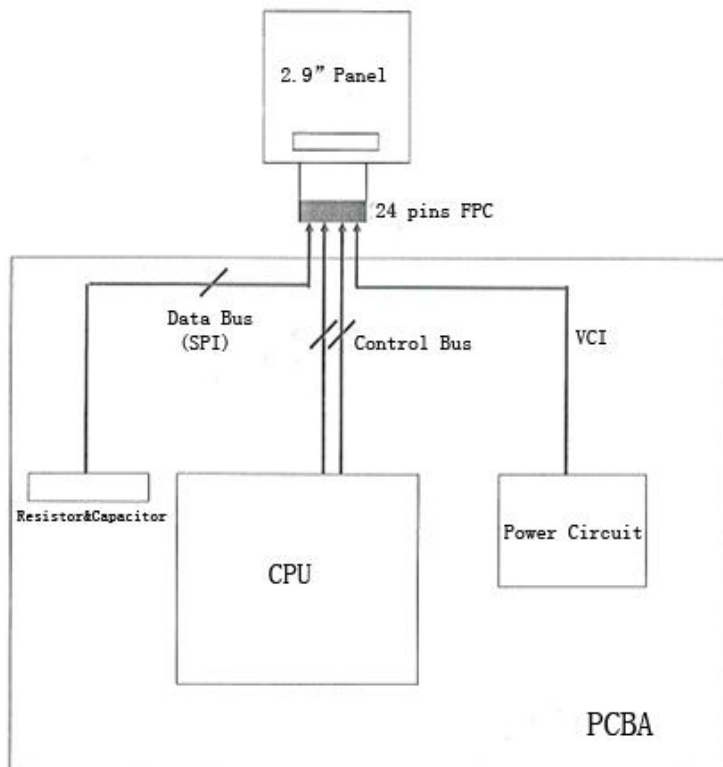 2.9” Panel
24 pins FPC
Data Bus
(SPI)
Control Bus
VCI
Resistor&Capacitor
CPU
Power Circuit
PCBA